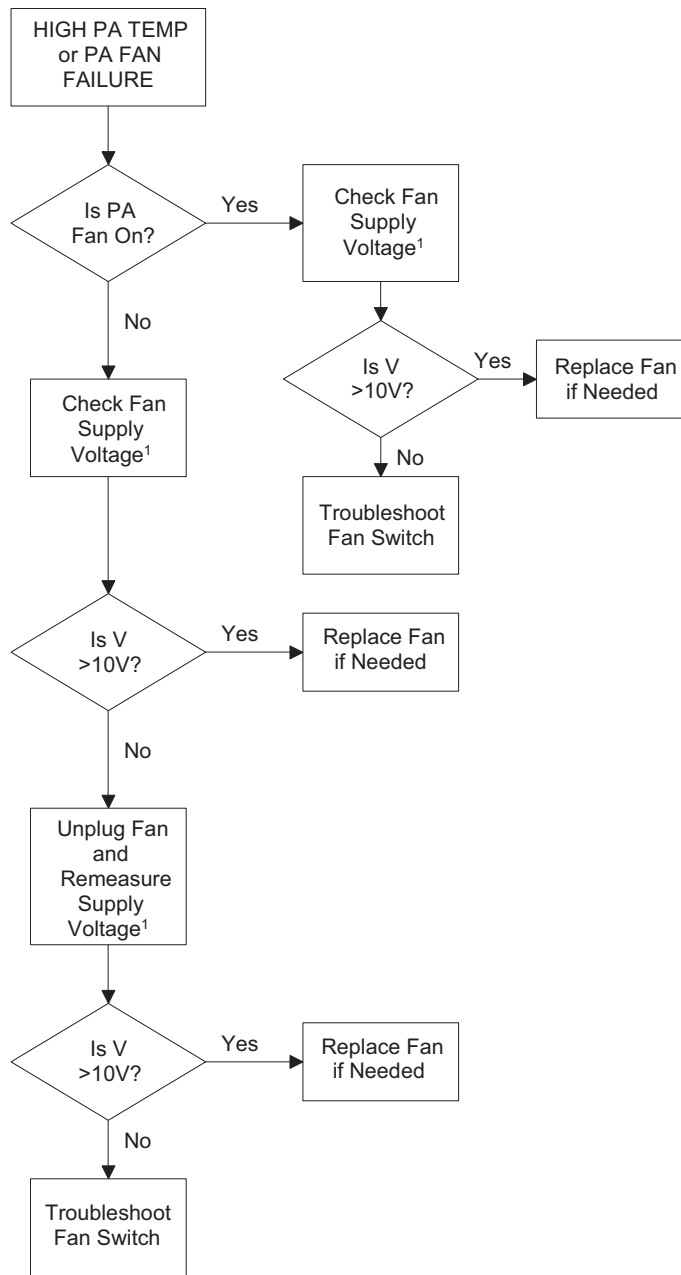 HIGH PA TEMP
or PA FAN
FAILURE
Is PA
Fan On?
Yes
Check Fan
Supply
Voltage¹
No
Is V
>10V?
Yes
Replace Fan
if Needed
No
Troubleshoot
Fan Switch
Check Fan
Supply
Voltage¹
Is V
>10V?
Yes
Replace Fan
if Needed
No
Unplug Fan
and
Remeasure
Supply
Voltage¹
Is V
>10V?
Yes
Replace Fan
if Needed
No
Troubleshoot
Fan Switch